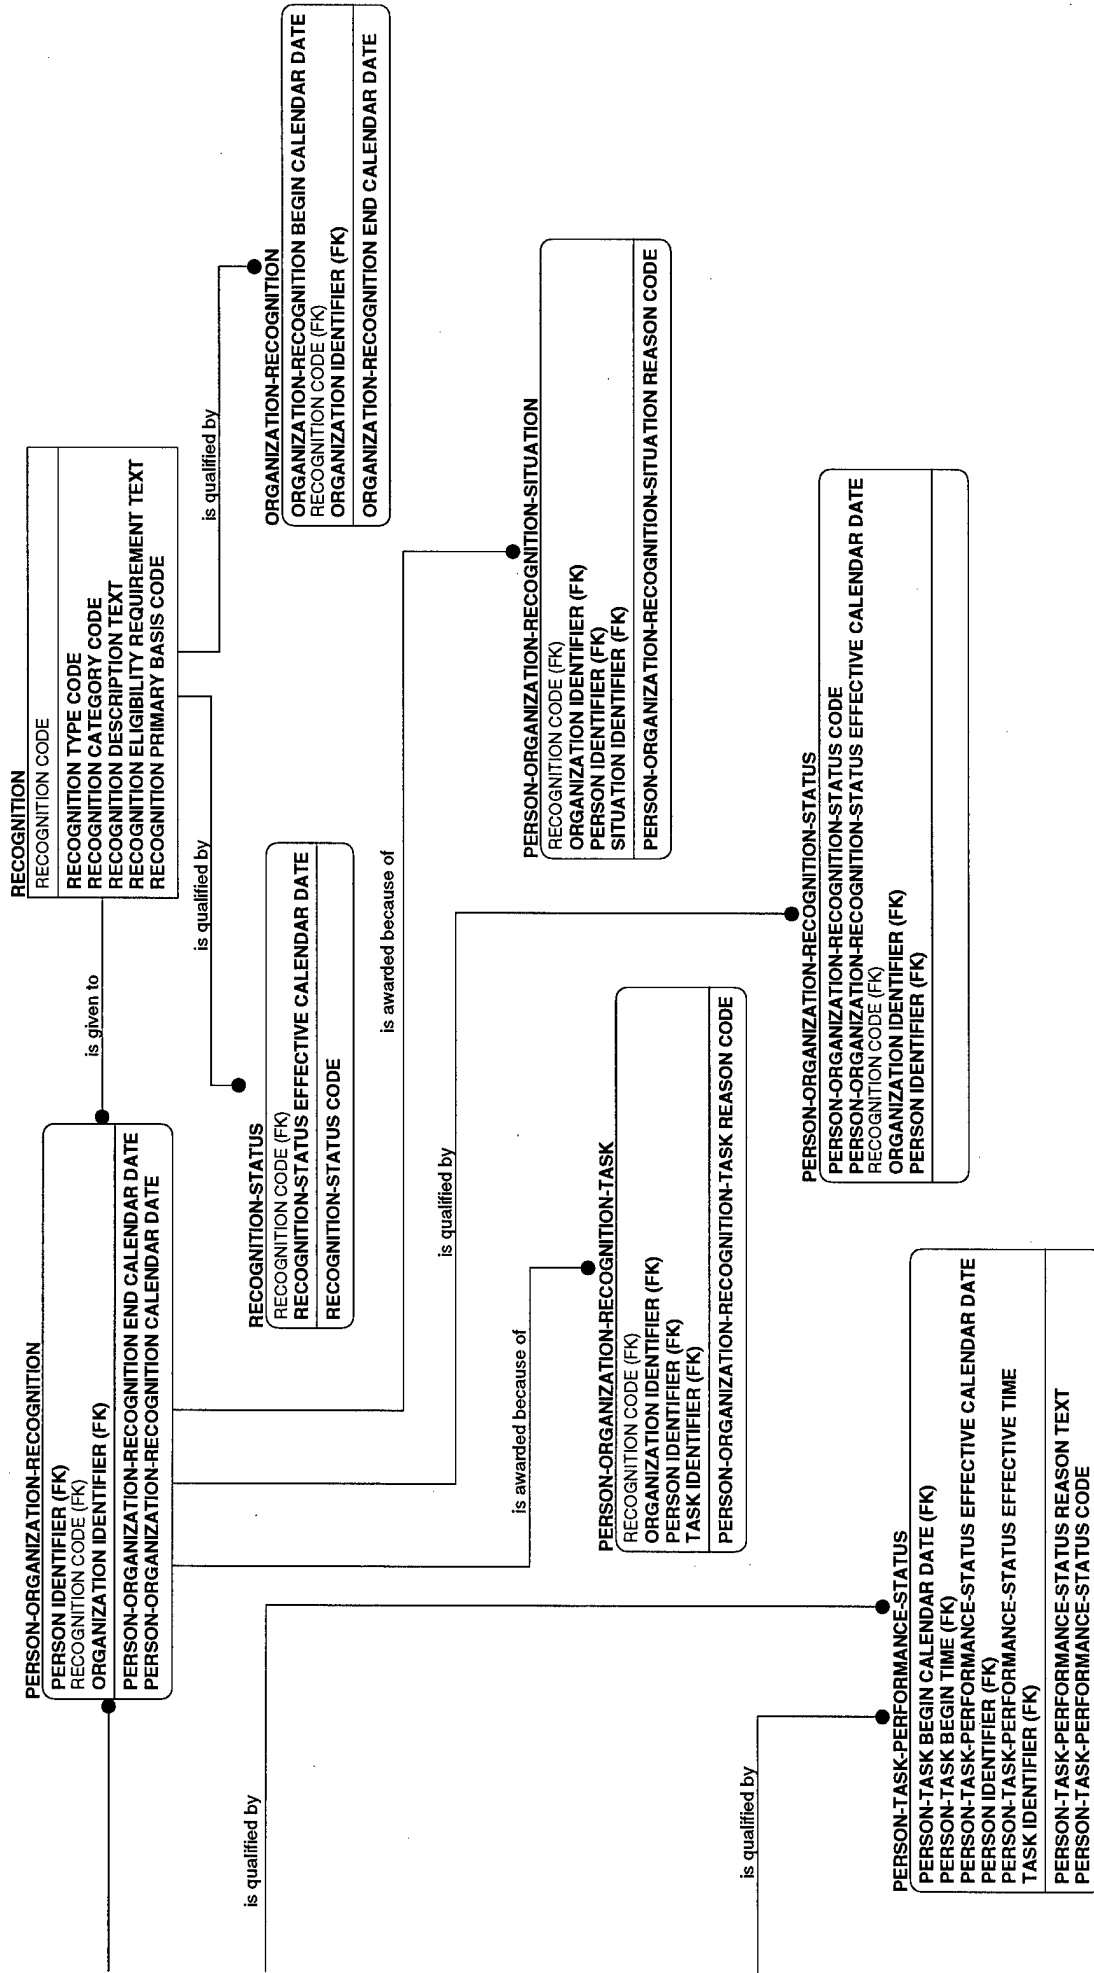 PERSON-ORGANIZATION-RECOGNITION
PERSON IDENTIFIER (FK)
RECOGNITION CODE (FK)
ORGANIZATION IDENTIFIER (FK)
PERSON-ORGANIZATION-RECOGNITION END CALENDAR DATE
PERSON-ORGANIZATION-RECOGNITION CALENDAR DATE
is given to
RECOGNITION
RECOGNITION CODE
RECOGNITION TYPE CODE
RECOGNITION CATEGORY CODE
RECOGNITION DESCRIPTION TEXT
RECOGNITION ELIGIBILITY REQUIREMENT TEXT
RECOGNITION PRIMARY BASIS CODE
is qualified by
is qualified by
RECOGNITION-STATUS
RECOGNITION CODE (FK)
RECOGNITION-STATUS EFFECTIVE CALENDAR DATE
RECOGNITION-STATUS CODE
ORGANIZATION-RECOGNITION
ORGANIZATION-RECOGNITION BEGIN CALENDAR DATE
RECOGNITION CODE (FK)
ORGANIZATION IDENTIFIER (FK)
ORGANIZATION-RECOGNITION END CALENDAR DATE
is qualified by
is awarded because of
is qualified by
is awarded because of
PERSON-ORGANIZATION-RECOGNITION-SITUATION
RECOGNITION CODE (FK)
ORGANIZATION IDENTIFIER (FK)
PERSON IDENTIFIER (FK)
SITUATION IDENTIFIER (FK)
PERSON-ORGANIZATION-RECOGNITION-SITUATION REASON CODE
PERSON-ORGANIZATION-RECOGNITION-TASK
RECOGNITION CODE (FK)
ORGANIZATION IDENTIFIER (FK)
PERSON IDENTIFIER (FK)
TASK IDENTIFIER (FK)
PERSON-ORGANIZATION-RECOGNITION-TASK REASON CODE
is qualified by
PERSON-ORGANIZATION-RECOGNITION-STATUS
PERSON-ORGANIZATION-RECOGNITION-STATUS CODE
PERSON-ORGANIZATION-RECOGNITION-STATUS EFFECTIVE CALENDAR DATE
RECOGNITION CODE (FK)
ORGANIZATION IDENTIFIER (FK)
PERSON IDENTIFIER (FK)
PERSON-TASK-PERFORMANCE-STATUS
PERSON-TASK BEGIN CALENDAR DATE (FK)
PERSON-TASK BEGIN TIME (FK)
PERSON-TASK-PERFORMANCE-STATUS EFFECTIVE CALENDAR DATE
PERSON IDENTIFIER (FK)
PERSON-TASK-PERFORMANCE-STATUS EFFECTIVE TIME
TASK IDENTIFIER (FK)
PERSON-TASK-PERFORMANCE-STATUS REASON TEXT
PERSON-TASK-PERFORMANCE-STATUS CODE